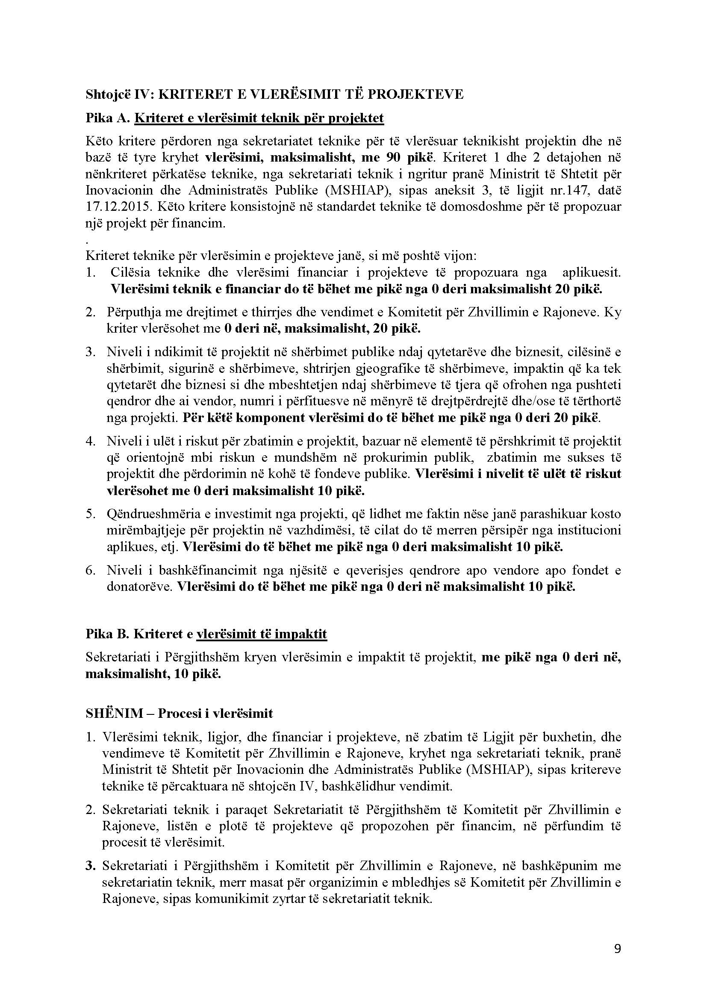 Shtojcë IV: KRITERET E VLERËSIMIT TË PROJEKTEVE
Pika A. Kriteret e vlerësimit teknik për projektet
Këto kritere përdoren nga sekretariatet teknike për të vlerësuar teknikisht projektin dhe në
bazë të tyre kryhet vlerësimi, maksimalisht, me 90 pikë. Kriteret 1 dhe 2 detajohen në
nënkriteret përkatëse teknike, nga sekretariati teknik i ngritur pranë Ministrit të Shtetit për
Inovacionin dhe Administratës Publike (MSHIAP), sipas aneksit 3, të ligjit nr.147, datë
17.12.2015. Këto kritere konsistojnë në standardet teknike të domosdoshme për të propozuar
një projekt për financim.
.
Kriteret teknike për vlerësimin e projekteve janë, si më poshtë vijon:
1. Cilësia teknike dhe vlerësimi financiar i projekteve të propozuara nga aplikuesit.
Vlerësimi teknik e financiar do të bëhet me pikë nga 0 deri maksimalisht 20 pikë.
2. Përputhja me drejtimet e thirrjes dhe vendimet e Komitetit për Zhvillimin e Rajoneve. Ky
kriter vlerësohet me 0 deri në, maksimalisht, 20 pikë.
3. Niveli i ndikimit të projektit në shërbimet publike ndaj qytetarëve dhe biznesit, cilësinë e
shërbimit, sigurinë e shërbimeve, shtrirjen gjeografike të shërbimeve, impaktin që ka tek
qytetarët dhe biznesi si dhe mbeshtetjen ndaj shërbimeve të tjera që ofrohen nga pushteti
qendror dhe ai vendor, numri i përfituesve në mënyrë të drejtpërdrejtë dhe/ose të tërthortë
nga projekti. Për këtë komponent vlerësimi do të bëhet me pikë nga 0 deri 20 pikë.
4. Niveli i ulët i riskut për zbatimin e projektit, bazuar në elementë të përshkrimit të projektit
që orientojnë mbi riskun e mundshëm në prokurimin publik, zbatimin me sukses të
projektit dhe përdorimin në kohë të fondeve publike. Vlerësimi i nivelit të ulët të riskut
vlerësohet me 0 deri maksimalisht 10 pikë.
5. Qëndrueshmëria e investimit nga projekti, që lidhet me faktin nëse janë parashikuar kosto
mirëmbajtjeje për projektin në vazhdimësi, të cilat do të merren përsipër nga institucioni
aplikues, etj. Vlerësimi do të bëhet me pikë nga 0 deri maksimalisht 10 pikë.
6. Niveli i bashkëfinancimit nga njësitë e qeverisjes qendrore apo vendore apo fondet e
donatorëve. Vlerësimi do të bëhet me pikë nga 0 deri në maksimalisht 10 pikë.
Pika B. Kriteret e vlerësimit të impaktit
Sekretariati i Përgjithshëm kryen vlerësimin e impaktit të projektit, me pikë nga 0 deri në,
maksimalisht, 10 pikë.
SHËNIM – Procesi i vlerësimit
1. Vlerësimi teknik, ligjor, dhe financiar i projekteve, në zbatim të Ligjit për buxhetin, dhe
vendimeve të Komitetit për Zhvillimin e Rajoneve, kryhet nga sekretariati teknik, pranë
Ministrit të Shtetit për Inovacionin dhe Administratës Publike (MSHIAP), sipas kritereve
teknike të përcaktuara në shtojcën IV, bashkëlidhur vendimit.
2. Sekretariati teknik i paraqet Sekretariatit të Përgjithshëm të Komitetit për Zhvillimin e
Rajoneve, listën e plotë të projekteve që propozohen për financim, në përfundim të
procesit të vlerësimit.
3. Sekretariati i Përgjithshëm i Komitetit për Zhvillimin e Rajoneve, në bashkëpunim me
sekretariatin teknik, merr masat për organizimin e mbledhjes së Komitetit për Zhvillimin e
Rajoneve, sipas komunikimit zyrtar të sekretariatit teknik.
9